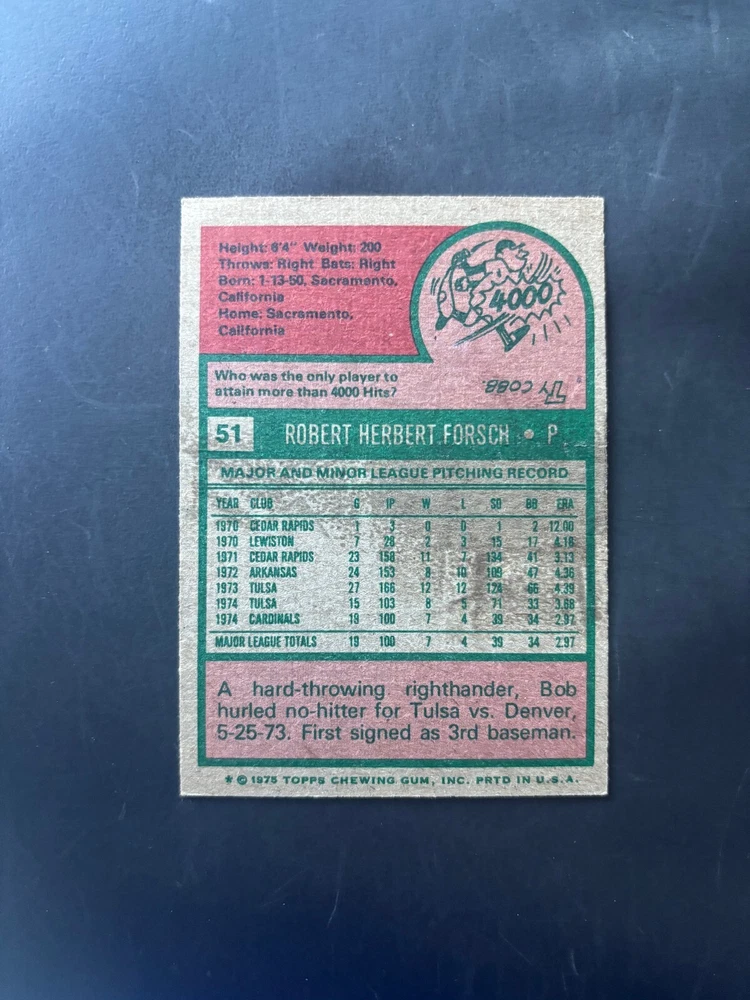 Height: 6'4" Weight: 200
Throws: Right Bats: Right
Born: 1-13-50, Sacramento,
California
Home: Sacramento,
California
4000
Who was the only player to
attain more than 4000 Hits?
TY COBB.
51 ROBERT HERBERT FORSCH • P
MAJOR AND MINOR LEAGUE PITCHING RECORD
YEAR CLUB G IP W L SO BB ERA
1970 CEDAR RAPIDS 1 3 0 0 1 2 12.00
1970 LEWISTON 7 28 2 3 15 17 4.18
1971 CEDAR RAPIDS 23 158 11 7 134 41 3.13
1972 ARKANSAS 24 153 8 10 109 47 4.36
1973 TULSA 27 166 12 12 124 66 4.39
1974 TULSA 15 103 8 5 71 33 3.68
1974 CARDINALS 19 100 7 4 39 34 2.97
MAJOR LEAGUE TOTALS 19 100 7 4 39 34 2.97
A hard-throwing righthander, Bob
hurled no-hitter for Tulsa vs. Denver,
5-25-73. First signed as 3rd baseman.
* © 1975 TOPPS CHEWING GUM, INC. PRTD IN U.S.A.